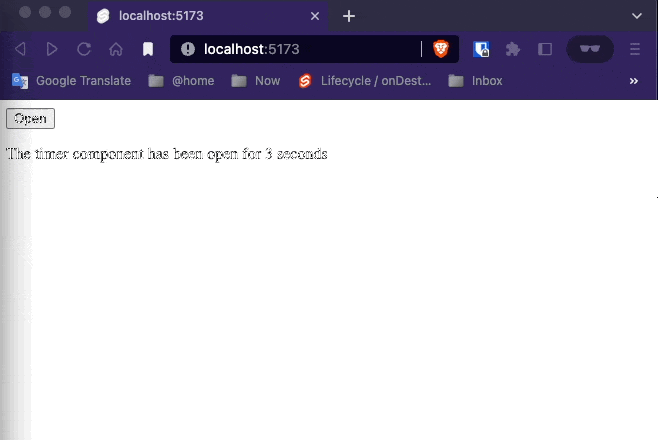 localhost:5173
localhost:5173
Google Translate @home Now Lifecycle / onDest... Inbox »
Open
The timer component has been open for 3 seconds